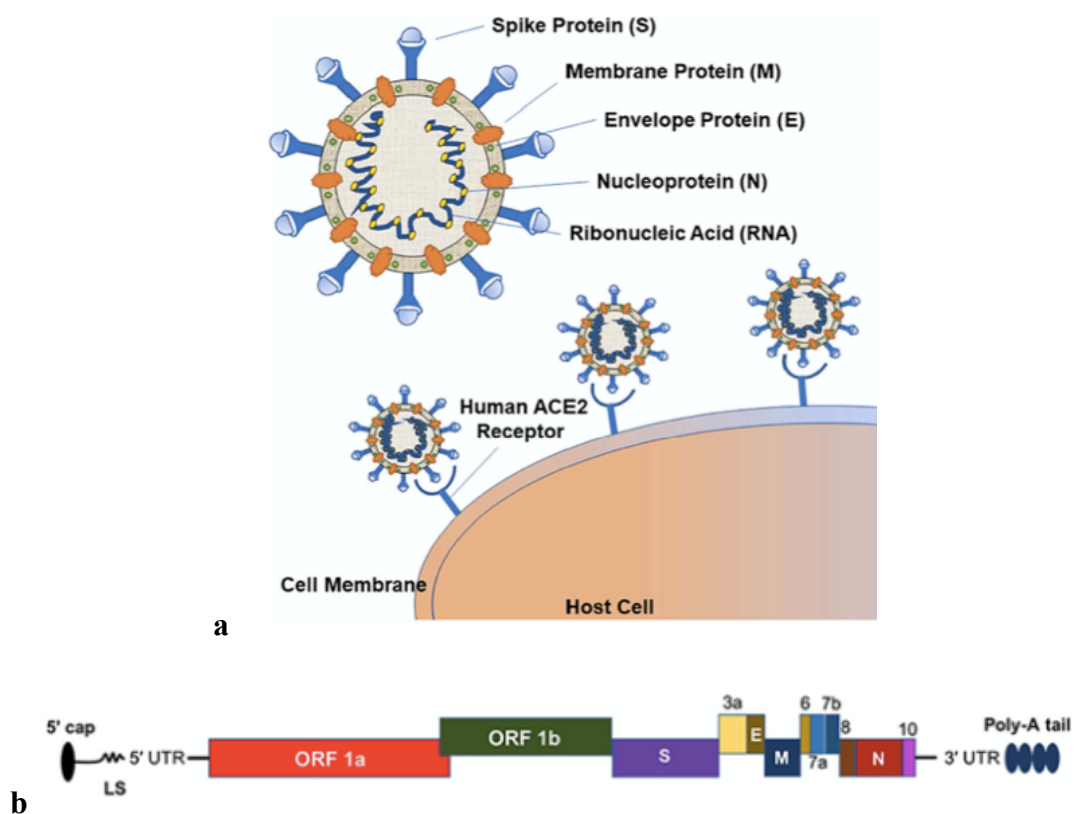 Spike Protein (S)
Membrane Protein (M)
Envelope Protein (E)
Nucleoprotein (N)
Ribonucleic Acid (RNA)
Human ACE2
Receptor
Cell Membrane
Host Cell
a
5' cap
LS
5' UTR
ORF 1a
ORF 1b
S
3a
E
M
6
7a
7b
8
N
10
3' UTR
Poly-A tail
b